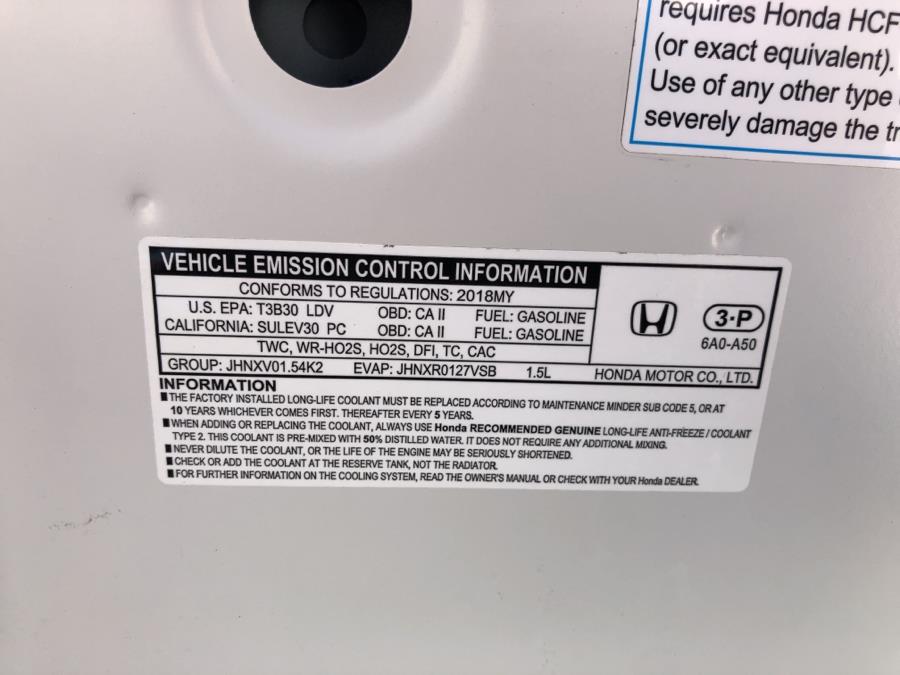 requires Honda HCF
(or exact equivalent).
Use of any other type
severely damage the tr
VEHICLE EMISSION CONTROL INFORMATION
CONFORMS TO REGULATIONS: 2018MY
U.S. EPA: T3B30 LDV OBD: CA II FUEL: GASOLINE
CALIFORNIA: SULEV30 PC OBD: CA II FUEL: GASOLINE
TWC, WR-HO2S, HO2S, DFI, TC, CAC
GROUP: JHNXV01.54K2 EVAP: JHNXR0127VSB 1.5L HONDA MOTOR CO., LTD.
3-P
6A0-A50
INFORMATION
■THE FACTORY INSTALLED LONG-LIFE COOLANT MUST BE REPLACED ACCORDING TO MAINTENANCE MINDER SUB CODE 5, OR AT
10 YEARS WHICHEVER COMES FIRST. THEREAFTER EVERY 5 YEARS.
■WHEN ADDING OR REPLACING THE COOLANT, ALWAYS USE Honda RECOMMENDED GENUINE LONG-LIFE ANTI-FREEZE / COOLANT
TYPE 2. THIS COOLANT IS PRE-MIXED WITH 50% DISTILLED WATER. IT DOES NOT REQUIRE ANY ADDITIONAL MIXING.
■NEVER DILUTE THE COOLANT, OR THE LIFE OF THE ENGINE MAY BE SERIOUSLY SHORTENED.
■CHECK OR ADD THE COOLANT AT THE RESERVE TANK, NOT THE RADIATOR.
■FOR FURTHER INFORMATION ON THE COOLING SYSTEM, READ THE OWNER'S MANUAL OR CHECK WITH YOUR Honda DEALER.